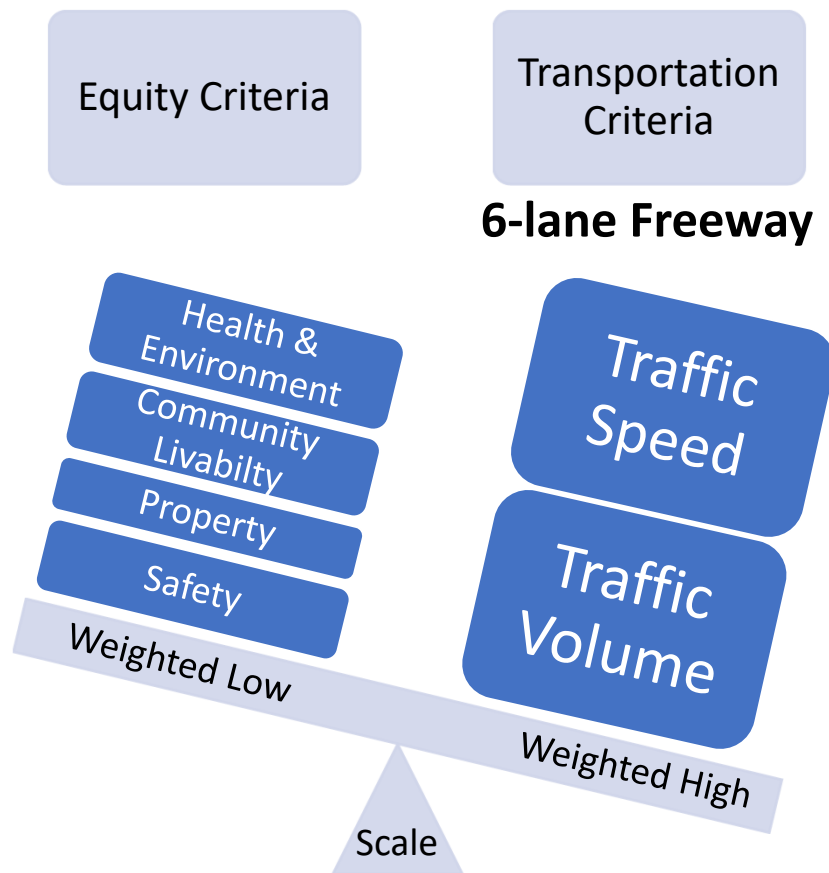 Equity Criteria
Transportation
Criteria
6-lane Freeway
Health &
Environment
Community
Livabilty
Property
Safety
Weighted Low
Traffic
Speed
Traffic
Volume
Weighted High
Scale